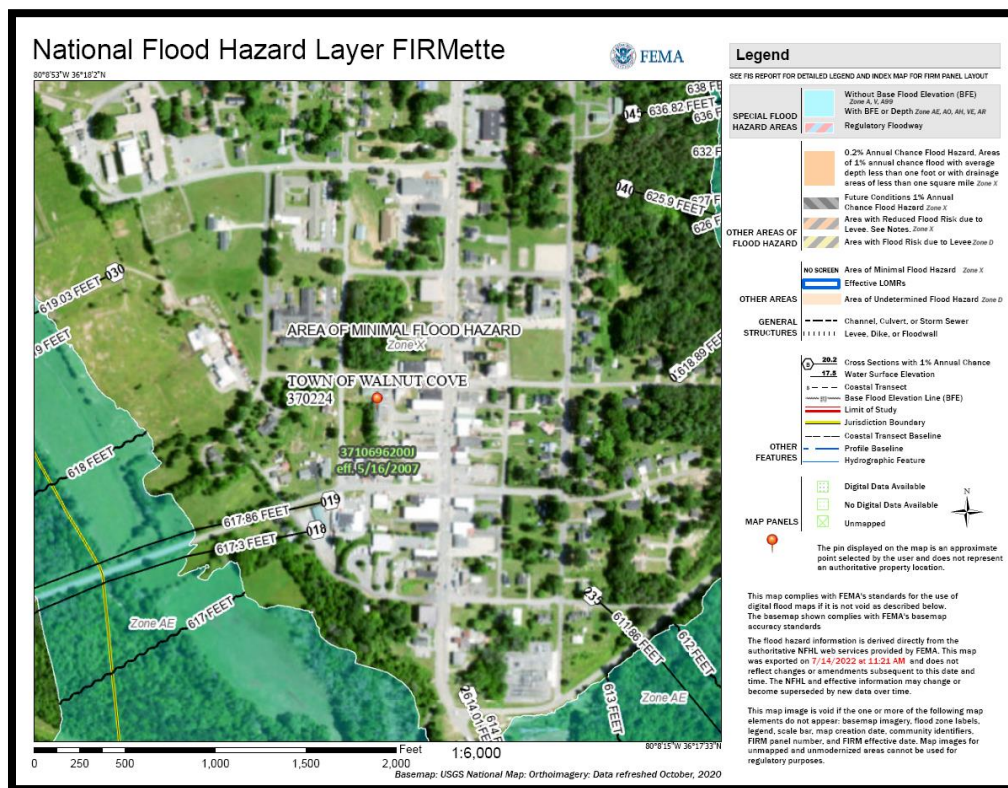 National Flood Hazard Layer FIRMette
FEMA
80°8'53"W 36°18'2"N
638 F
045
636.82 FEET
636 F
632 F
040
625.9 FEET
627 F
626 F
619.03 FEET
030
AREA OF MINIMAL FLOOD HAZARD
Zone X
618.89 FEE
TOWN OF WALNUT COVE
370224
618 FEET
3710696200J
eff. 5/16/2007
617.86 FEET
019
617.3 FEET
018
617 FEET
Zone AE
235
611.86 FEET
612 FEET
613 FEET
614.01 FEE
614 F
Zone AE
80°8'15"W 36°17'33"N
0
250
500
1,000
1,500
2,000
Feet
1:6,000
Basemap: USGS National Map: Orthoimagery: Data refreshed October, 2020
Legend
SEE FIS REPORT FOR DETAILED LEGEND AND INDEX MAP FOR FIRM PANEL LAYOUT
SPECIAL FLOOD
HAZARD AREAS
Without Base Flood Elevation (BFE)
Zone A, V, A99
With BFE or Depth Zone AE, AO, AH, VE, AR
Regulatory Floodway
0.2% Annual Chance Flood Hazard, Areas
of 1% annual chance flood with average
depth less than one foot or with drainage
areas of less than one square mile Zone X
Future Conditions 1% Annual
Chance Flood Hazard Zone X
Area with Reduced Flood Risk due to
Levee. See Notes. Zone X
OTHER AREAS OF
FLOOD HAZARD
Area with Flood Risk due to Levee Zone D
NO SCREEN Area of Minimal Flood Hazard Zone X
Effective LOMRs
OTHER AREAS
Area of Undetermined Flood Hazard Zone D
GENERAL
STRUCTURES
Channel, Culvert, or Storm Sewer
Levee, Dike, or Floodwall
B 20.2 Cross Sections with 1% Annual Chance
17.5 Water Surface Elevation
8 Coastal Transect
Base Flood Elevation Line (BFE)
Limit of Study
Jurisdiction Boundary
Coastal Transect Baseline
OTHER
FEATURES
Profile Baseline
Hydrographic Feature
Digital Data Available
No Digital Data Available
MAP PANELS
Unmapped
N
The pin displayed on the map is an approximate
point selected by the user and does not represent
an authoritative property location.
This map complies with FEMA's standards for the use of
digital flood maps if it is not void as described below.
The basemap shown complies with FEMA's basemap
accuracy standards
The flood hazard information is derived directly from the
authoritative NFHL web services provided by FEMA. This map
was exported on 7/14/2022 at 11:21 AM and does not
reflect changes or amendments subsequent to this date and
time. The NFHL and effective information may change or
become superseded by new data over time.
This map image is void if the one or more of the following map
elements do not appear: basemap imagery, flood zone labels,
legend, scale bar, map creation date, community identifiers,
FIRM panel number, and FIRM effective date. Map images for
unmapped and unmodernized areas cannot be used for
regulatory purposes.